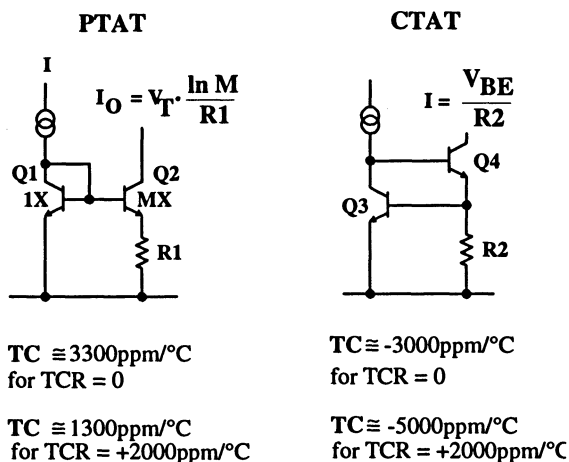 PTAT
I
I_O = V_T · ln M / R1
Q1
Q2
1X
MX
R1
TC ≅3300ppm/°C
for TCR = 0
TC ≅1300ppm/°C
for TCR = +2000ppm/°C
CTAT
I = V_BE / R2
Q4
Q3
R2
TC≅ -3000ppm/°C
for TCR = 0
TC≅ -5000ppm/°C
for TCR = +2000ppm/°C